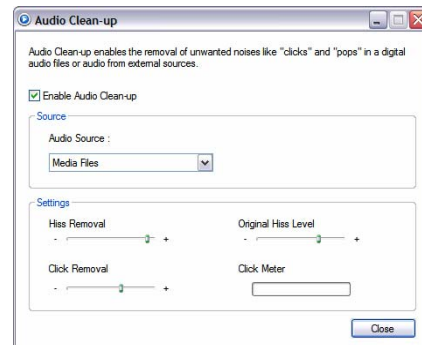 Audio Clean-up
Audio Clean-up enables the removal of unwanted noises like "clicks" and "pops" in a digital
audio files or audio from external sources.
Enable Audio Clean-up
Source
Audio Source :
Media Files
Settings
Hiss Removal
Original Hiss Level
- +
- +
Click Removal
Click Meter
- +
Close